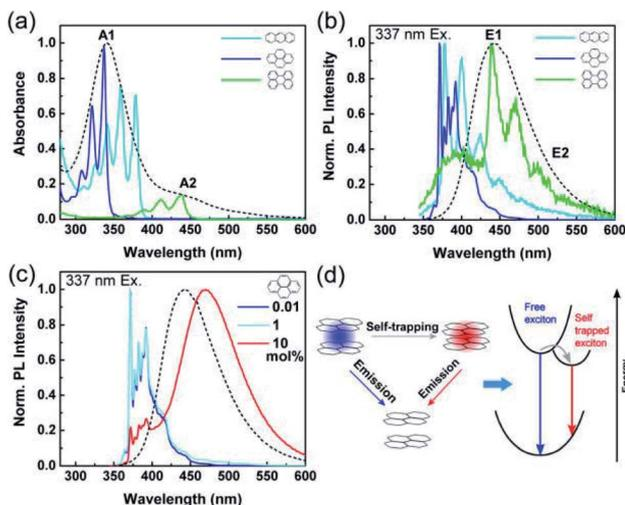 (a)
A1
A2
Absorbance
1.0
0.8
0.6
0.4
0.2
0.0
300 350 400 450 500 550 600
Wavelength (nm)
(b)
337 nm Ex.
E1
E2
Norm. PL Intensity
1.0
0.8
0.6
0.4
0.2
0.0
350 400 450 500 550 600
Wavelength (nm)
(c)
337 nm Ex.
0.01
1
10
mol%
Norm. PL Intensity
1.0
0.8
0.6
0.4
0.2
0.0
300 350 400 450 500 550 600
Wavelength (nm)
(d)
Self-trapping
Emission
Emission
Free
exciton
Self
trapped
exciton
Energy